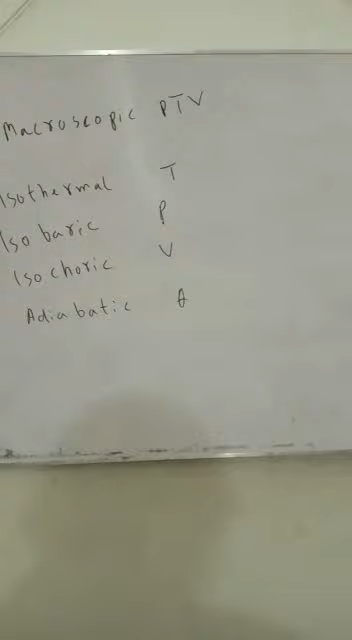 Macroscopic PTV
Isothermal T
Isobaric P
Isochoric V
Adiabatic θ